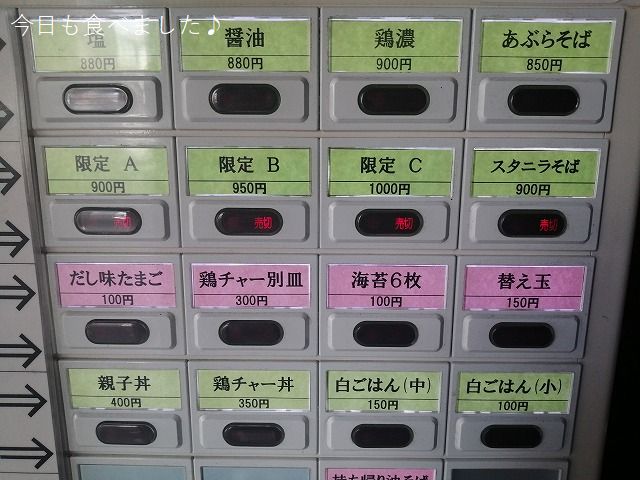 今日も食べました♪
塩 醤油 鶏濃 あぶらそば
880円 880円 900円 850円
限定 A 限定 B 限定 C スタニラそば
900円 950円 1000円 900円
売切 売切 売切 売切
だし味たまご 鶏チャー別皿 海苔6枚 替え玉
100円 300円 100円 150円
親子丼 鶏チャー丼 白ごはん(中) 白ごはん(小)
400円 350円 150円 100円